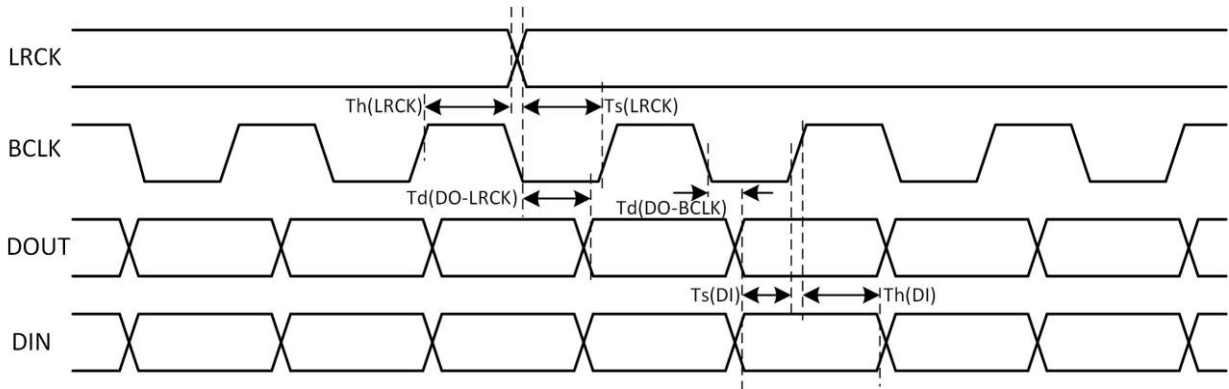 LRCK
Th(LRCK) Ts(LRCK)
BCLK
Td(DO-LRCK) Td(DO-BCLK)
DOUT
Ts(DI) Th(DI)
DIN